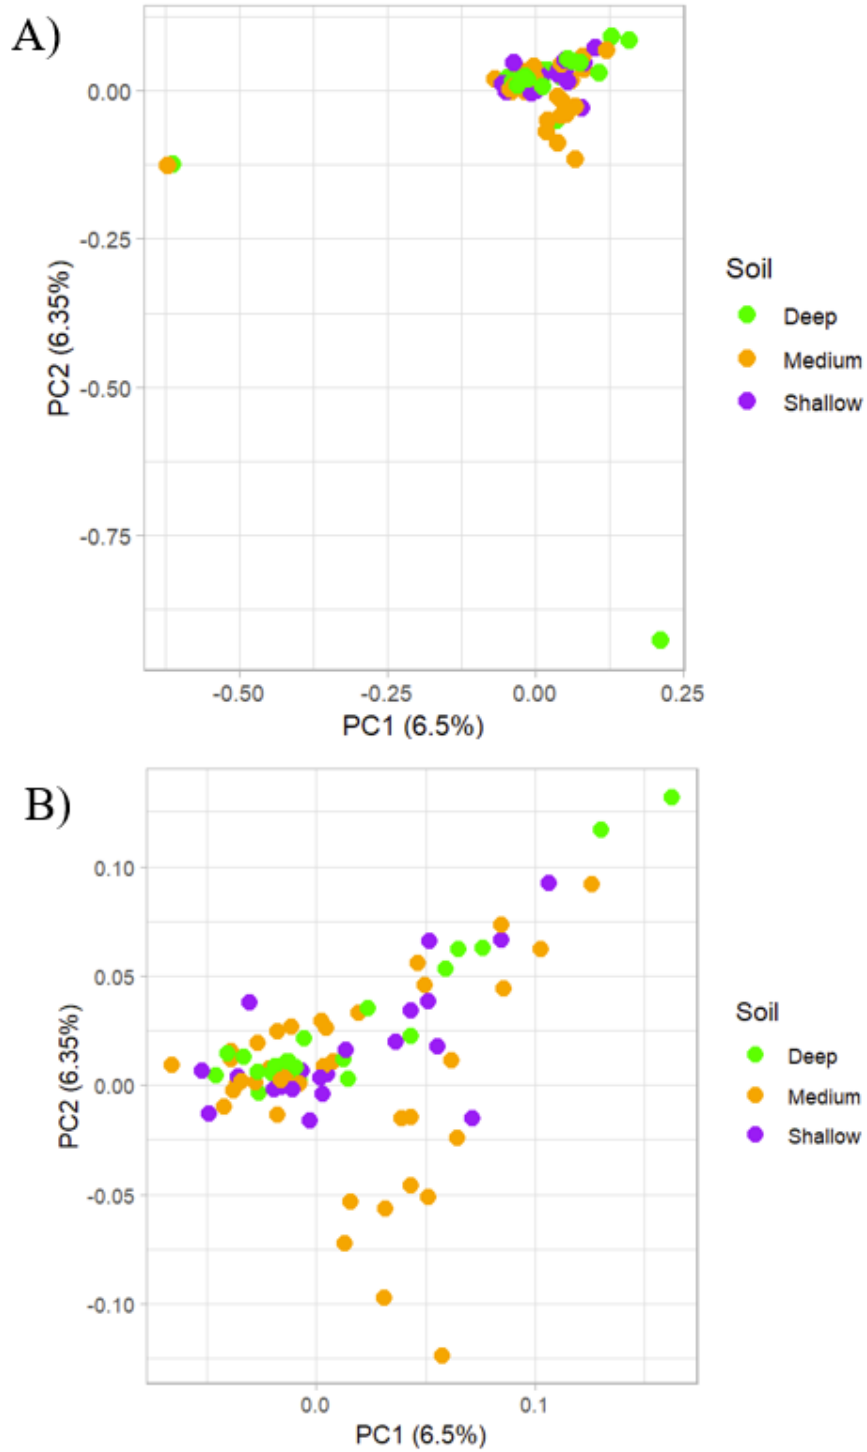 A)
0.00
-0.25
-0.50
-0.75
PC2 (6.35%)
-0.50 -0.25 0.00 0.25
PC1 (6.5%)
Soil
Deep
Medium
Shallow
B)
0.10
0.05
0.00
-0.05
-0.10
PC2 (6.35%)
0.0 0.1
PC1 (6.5%)
Soil
Deep
Medium
Shallow